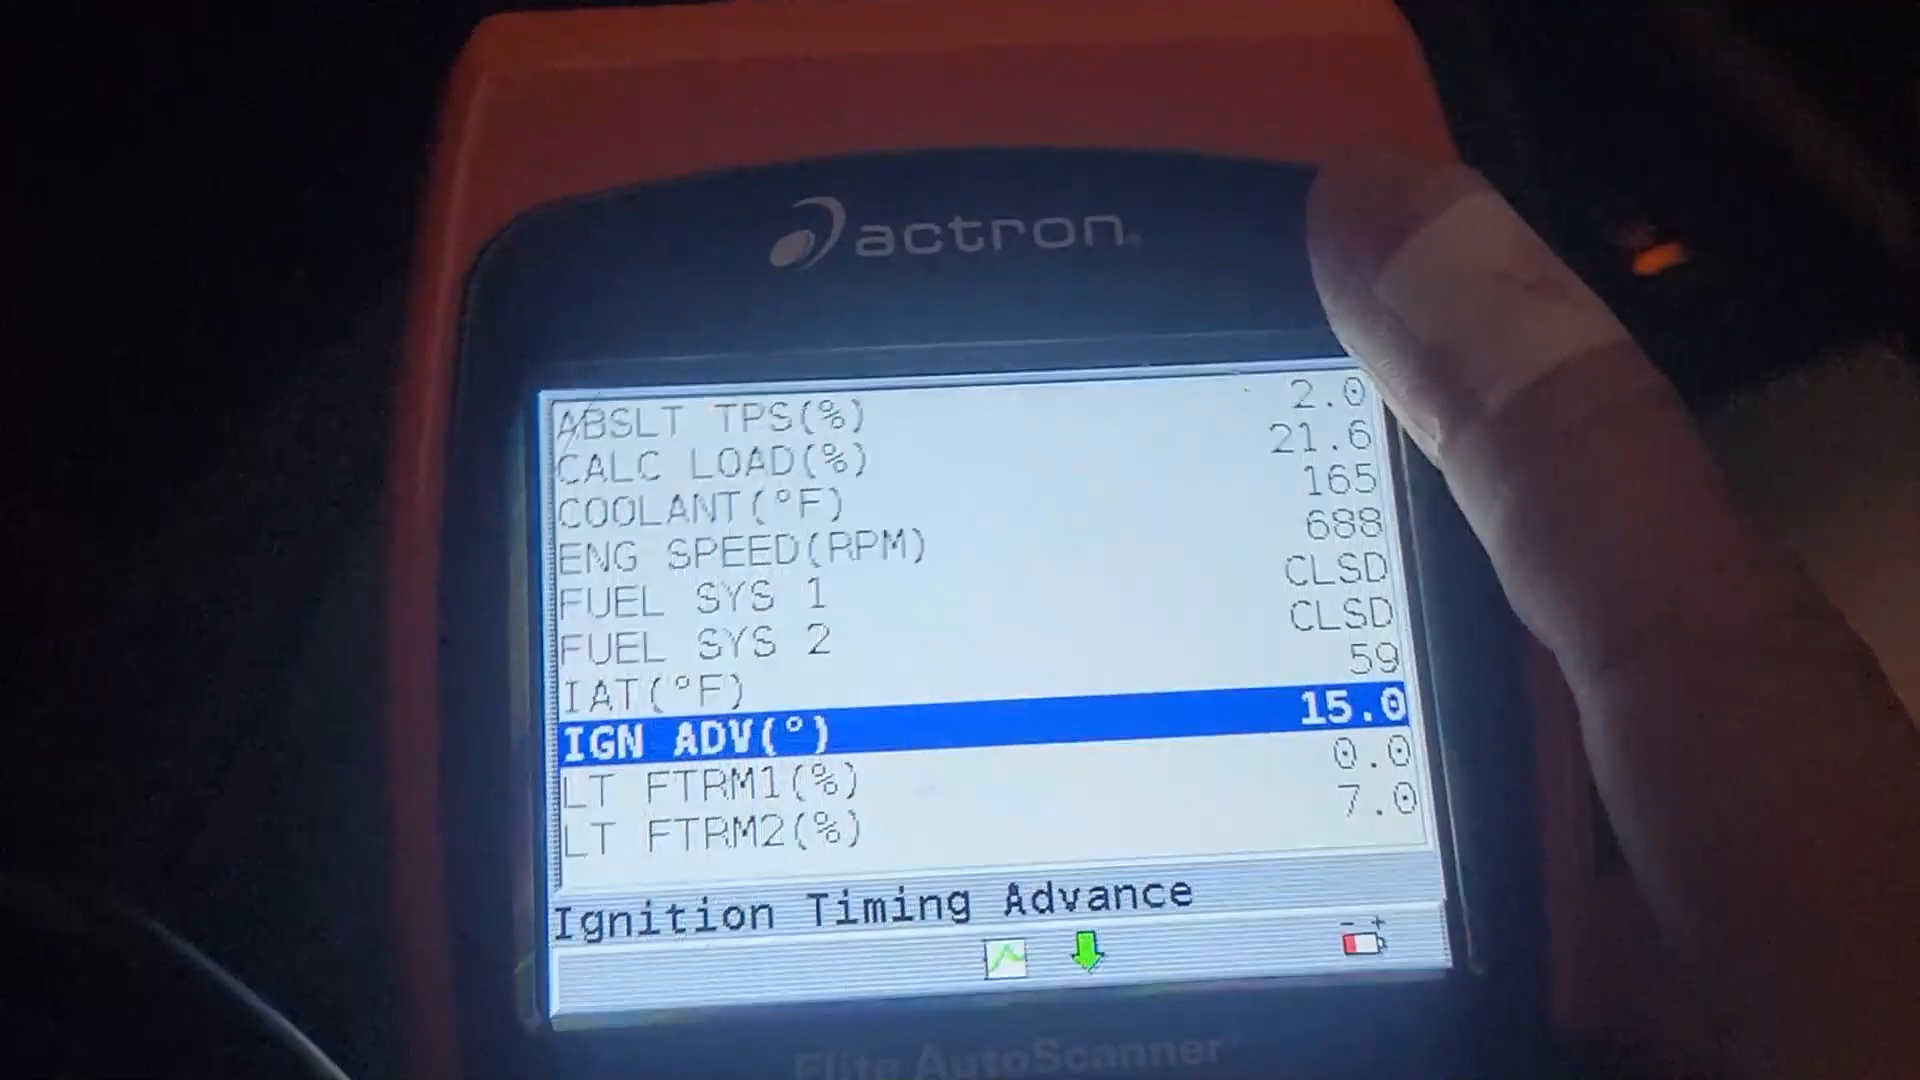 actron
ABSLT TPS(%) 2.0
CALC LOAD(%) 21.6
COOLANT(°F) 165
ENG SPEED(RPM) 688
FUEL SYS 1 CLSD
FUEL SYS 2 CLSD
IAT(°F) 59
IGN ADV(°) 15.0
LT FTRM1(%) 0.0
LT FTRM2(%) 7.0
Ignition Timing Advance
- +
Elite AutoScanner